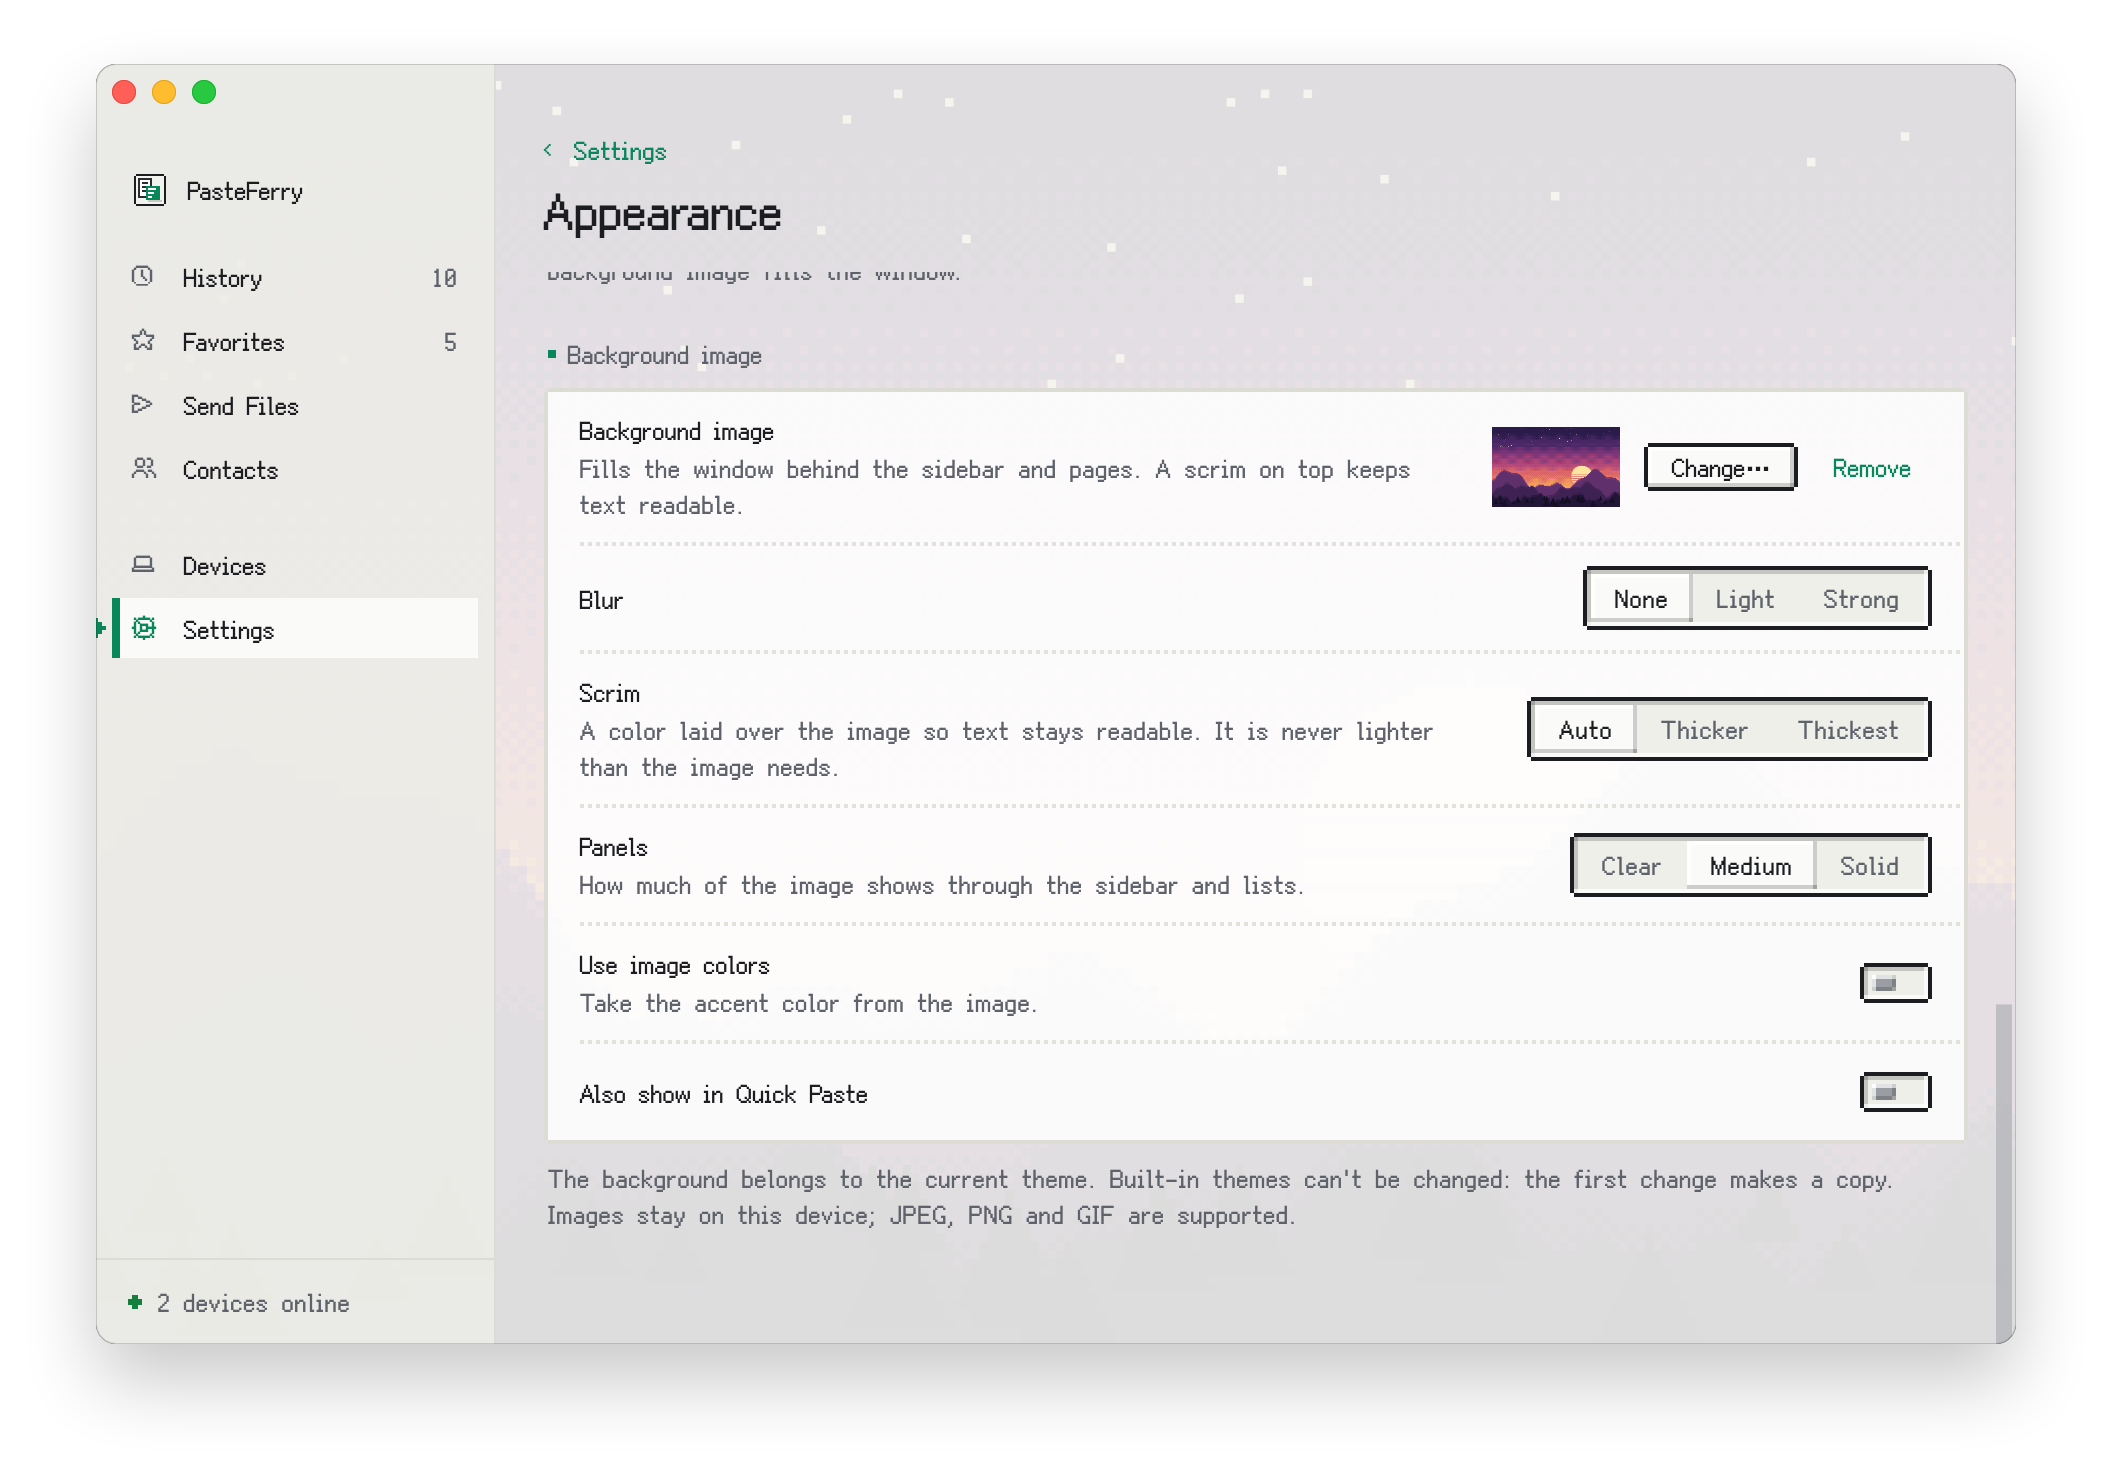 PasteFerry
History 10
Favorites 5
Send Files
Contacts
Devices
Settings
2 devices online
Settings
Appearance
Background image fills the window.
Background image
Background image
Fills the window behind the sidebar and pages. A scrim on top keeps
text readable.
Change…
Remove
Blur
None Light Strong
Scrim
A color laid over the image so text stays readable. It is never lighter
than the image needs.
Auto Thicker Thickest
Panels
How much of the image shows through the sidebar and lists.
Clear Medium Solid
Use image colors
Take the accent color from the image.
Also show in Quick Paste
The background belongs to the current theme. Built-in themes can't be changed: the first change makes a copy.
Images stay on this device; JPEG, PNG and GIF are supported.